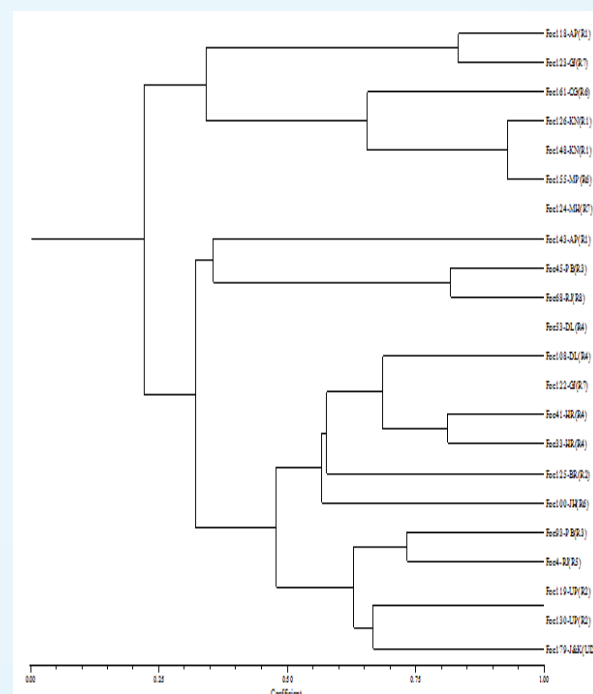 Foc118-AP(R1)
Foc123-GJ(R7)
Foc161-CG(R6)
Foc126-KN(R1)
Foc148-KN(R1)
Foc155-MP(R6)
Foc124-MH(R7)
Foc143-AP(R1)
Foc45-PB(R3)
Foc68-RJ(R8)
Foc53-DL(R4)
Foc108-DL(R4)
Foc122-GJ(R7)
Foc41-HR(R4)
Foc33-HR(R4)
Foc125-BR(R2)
Foc100-JH(R6)
Foc93-PB(R3)
Foc4-RJ(R5)
Foc119-UP(R2)
Foc130-UP(R2)
Foc179-J&K(UD
0.00 0.25 0.50 0.75 1.00
Coefficient